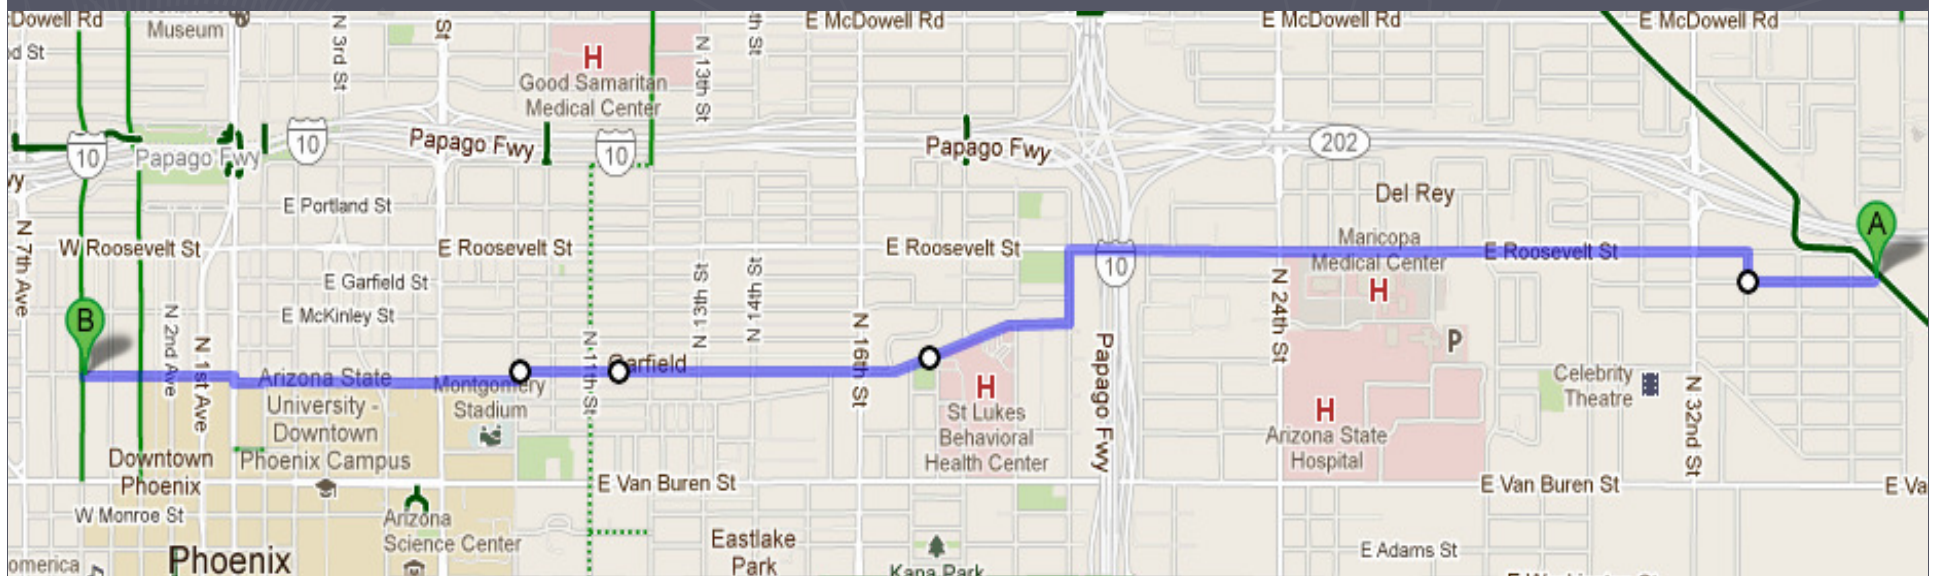 :Dowell Rd
Museum
N 3rd St
St
N 13th St
th St
E McDowell Rd
E McDowell Rd
E McDowell Rd
od St
H
Good Samaritan
Medical Center
10
Papago Fwy
10
Papago Fwy
10
Papago Fwy
202
vy
Del Rey
E Portland St
A
N 7th Ave
W Roosevelt St
E Roosevelt St
E Roosevelt St
10
Maricopa
Medical Center
H
E Roosevelt St
E Garfield St
N 13th St
N 14th St
N 24th St
B
E McKinley St
N 2nd Ave
N 1st Ave
N 11th St
Garfield
N 16th St
Papago Fwy
P
Arizona State
University -
Downtown
Phoenix Campus
Montgomery
Stadium
H
St Lukes
Behavioral
Health Center
H
Arizona State
Hospital
Celebrity
Theatre
N 32nd St
Downtown
Phoenix
E Van Buren St
E Van Buren St
E Va
W Monroe St
Arizona
Science Center
Eastlake
Park
E Adams St
Phoenix
omerica
Kana Park